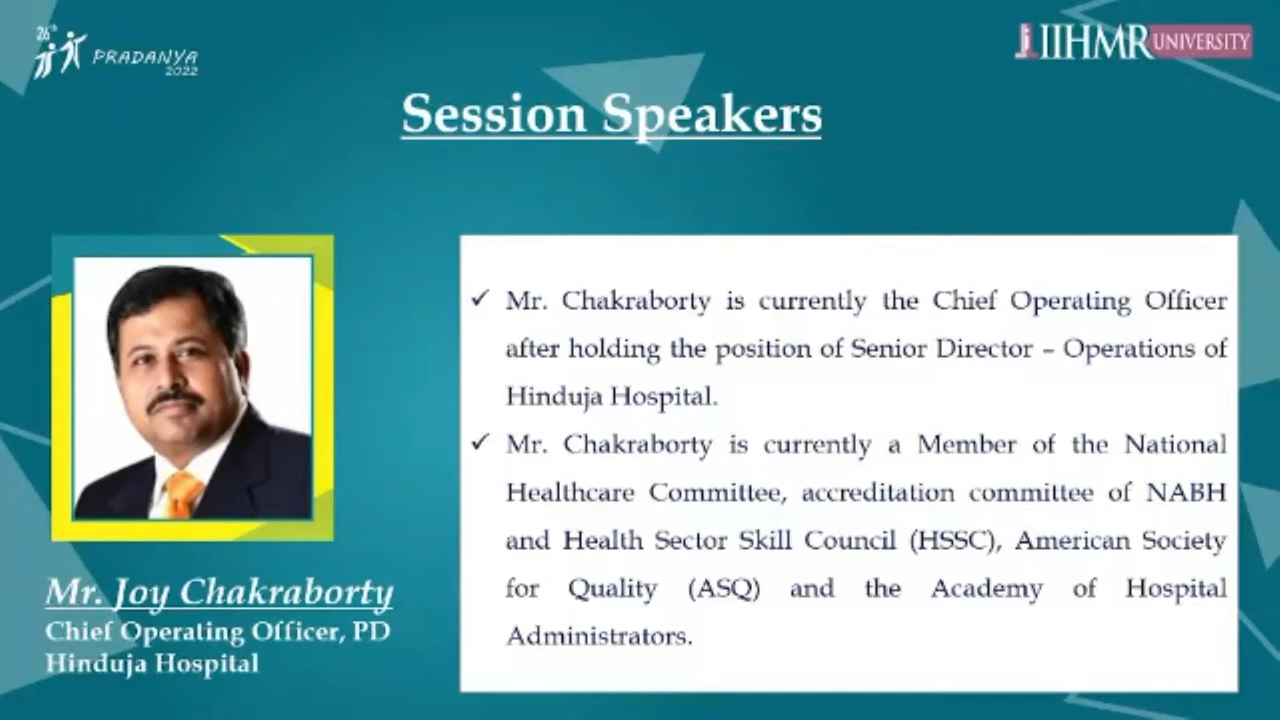 26th
PRADANYA
2022
IIHMR UNIVERSITY
Session Speakers
Mr. Joy Chakraborty
Chief Operating Officer, PD
Hinduja Hospital
✓ Mr. Chakraborty is currently the Chief Operating Officer
after holding the position of Senior Director – Operations of
Hinduja Hospital.
✓ Mr. Chakraborty is currently a Member of the National
Healthcare Committee, accreditation committee of NABH
and Health Sector Skill Council (HSSC), American Society
for Quality (ASQ) and the Academy of Hospital
Administrators.